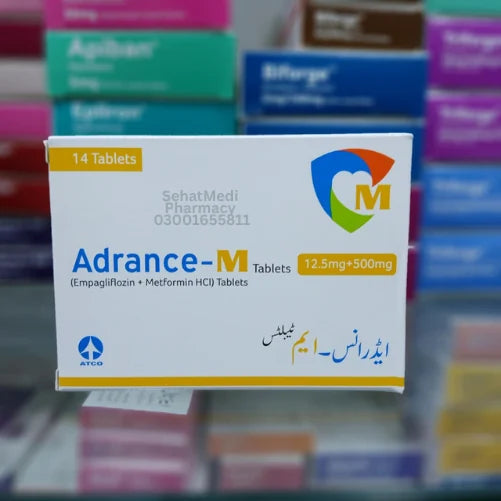 Apiban
Biforge
14 Tablets
SehatMedi
Pharmacy
03001655811
M
Adrance-M Tablets 12.5mg+500mg
(Empagliflozin + Metformin HCl) Tablets
ایڈرانس۔ایم ٹیبلٹس
ATCO